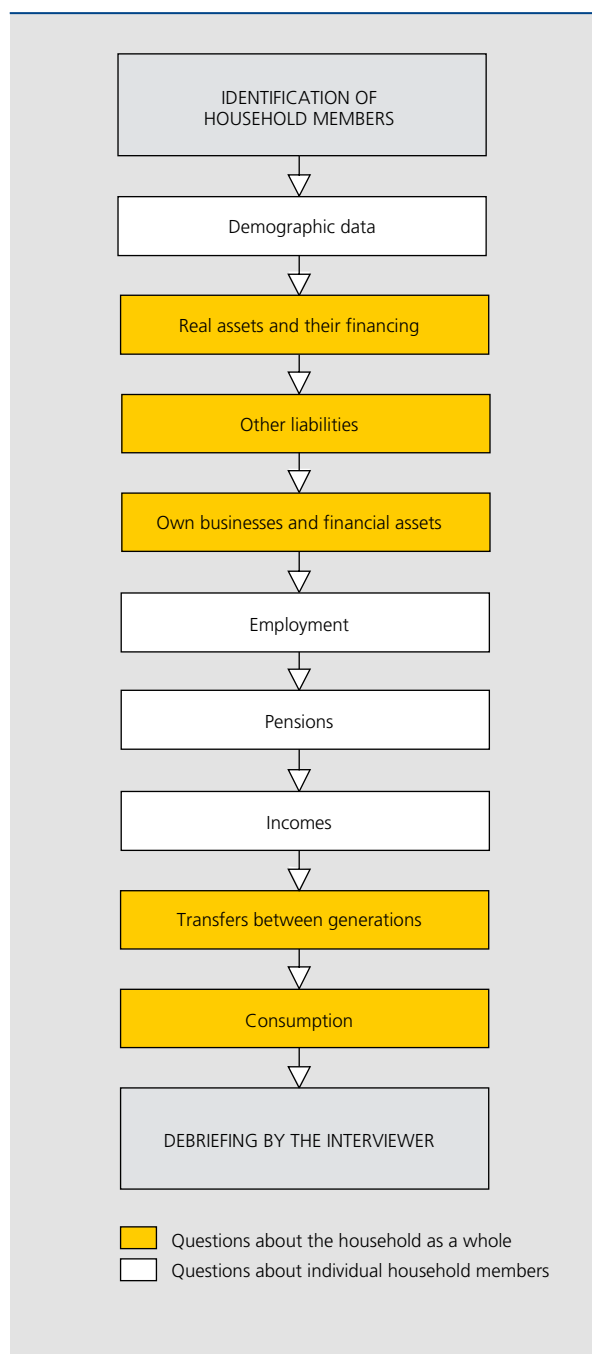 IDENTIFICATION OF
HOUSEHOLD MEMBERS
Demographic data
Real assets and their financing
Other liabilities
Own businesses and financial assets
Employment
Pensions
Incomes
Transfers between generations
Consumption
DEBRIEFING BY THE INTERVIEWER
Questions about the household as a whole
Questions about individual household members